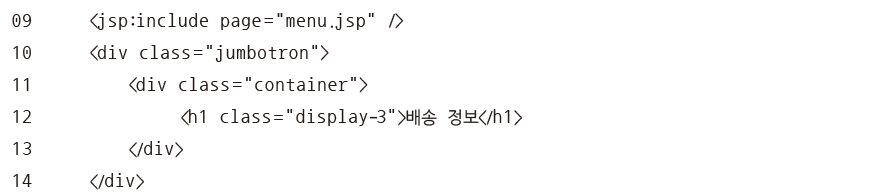 09 <jsp:include page="menu.jsp" />
10 <div class="jumbotron">
11 <div class="container">
12 <h1 class="display-3">배송 정보</h1>
13 </div>
14 </div>